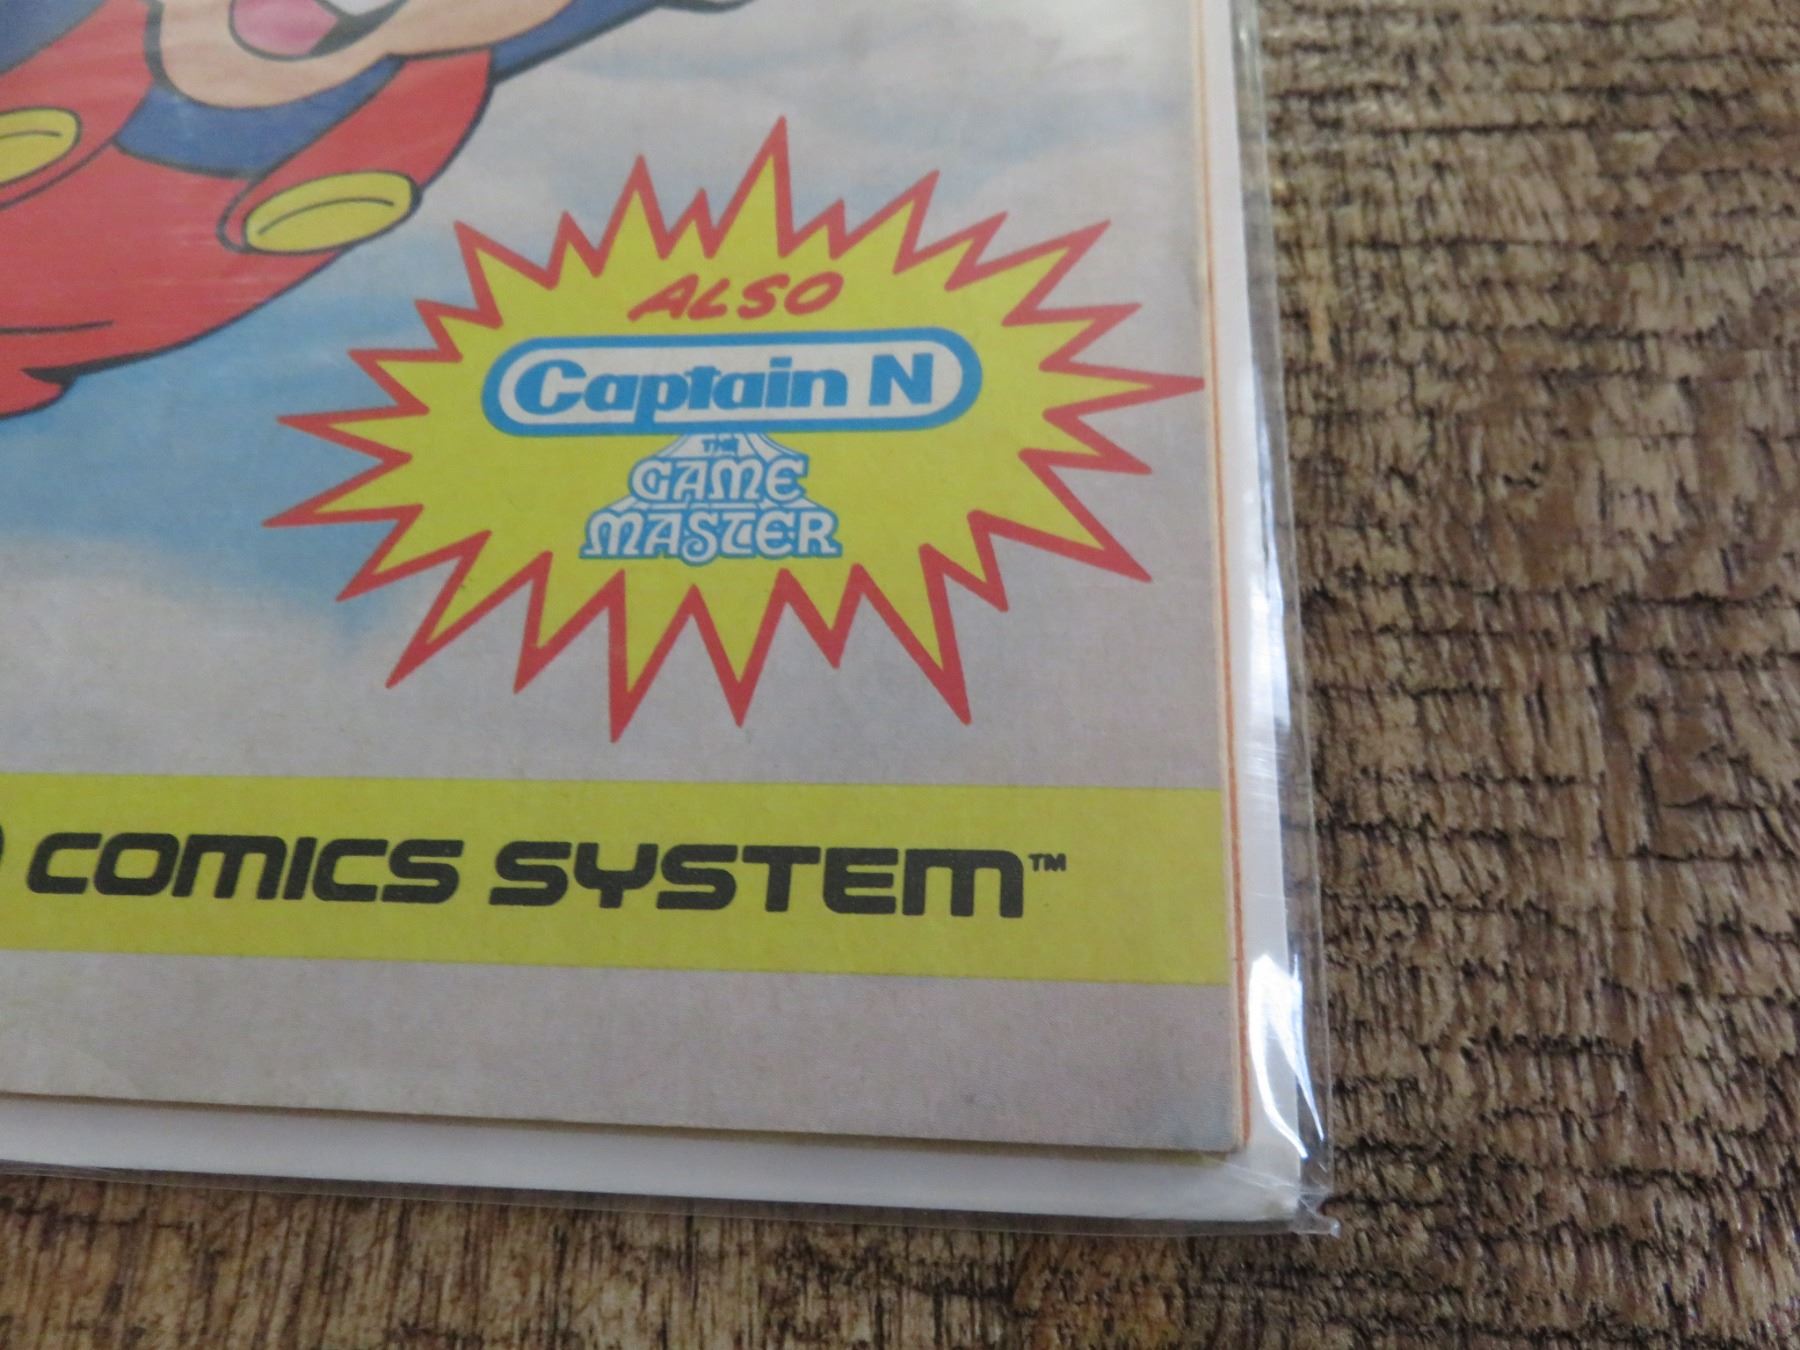 ALSO
Captain N
THE
GAME
MASTER
COMICS SYSTEM™